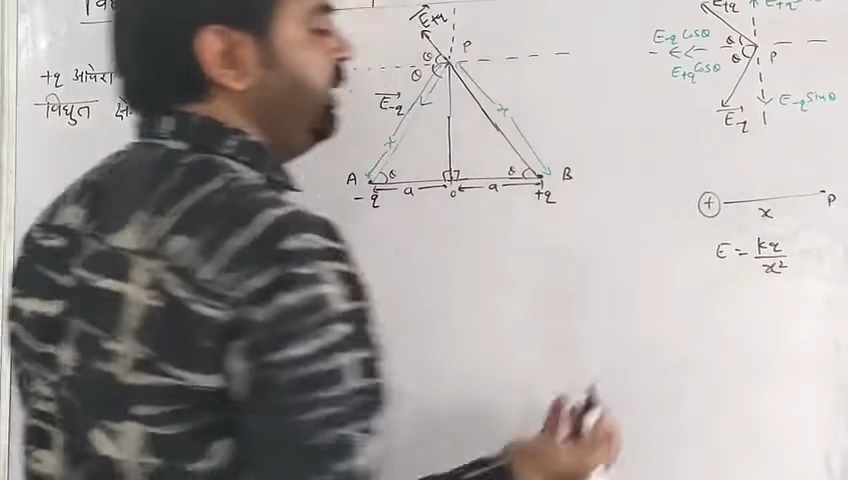 +q आवेश
विद्युत क्षे
E+q
P
θ
θ
E-q
x
x
A
θ
θ
B
-q
a
o
a
+q
E+q
E-q cosθ
θ
θ
P
E+q cosθ
E-q sinθ
E-q
+
x
P
E = kq/x²